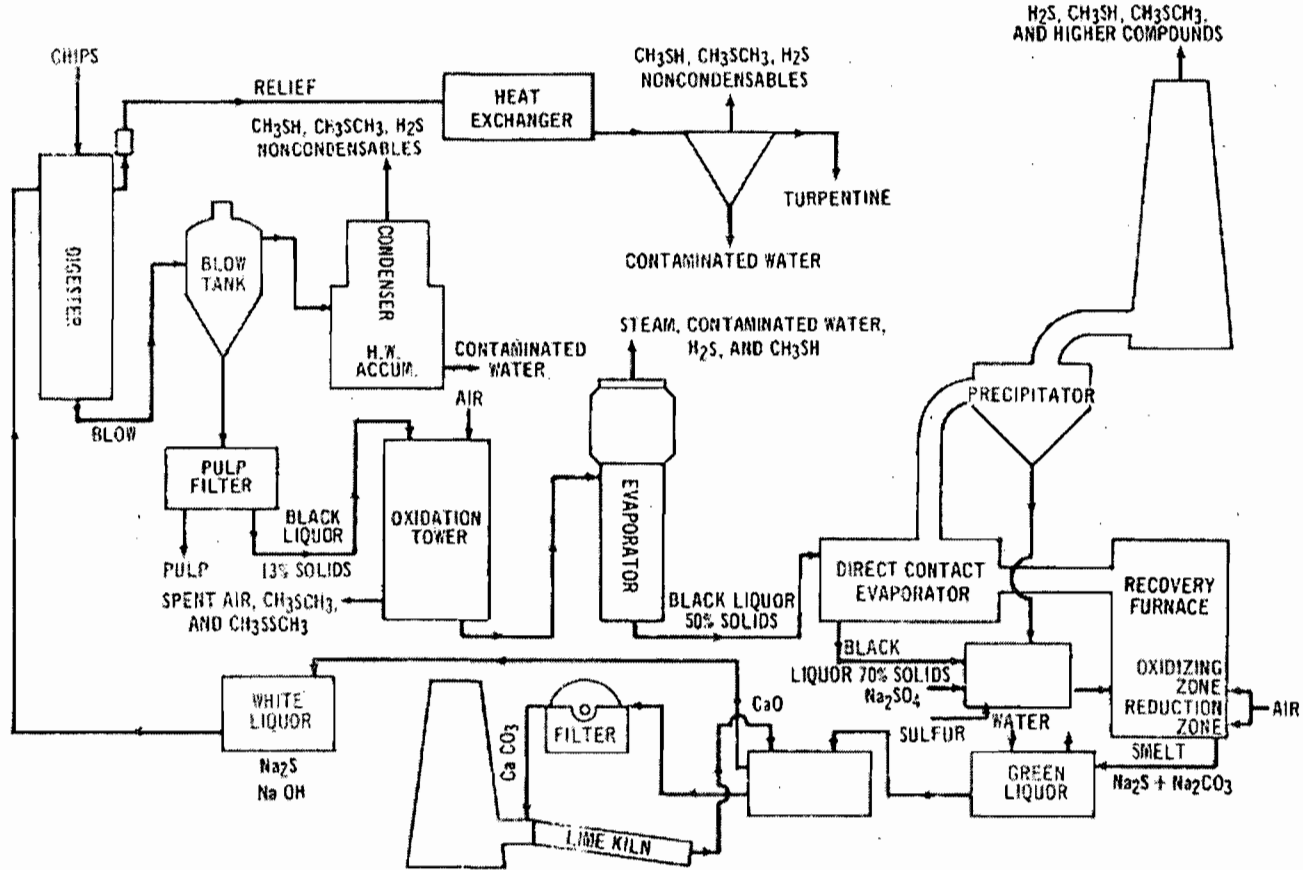 H2S, CH3SH, CH3SCH3,
AND HIGHER COMPOUNDS
CHIPS
RELIEF
HEAT
EXCHANGER
CH3SH, CH3SCH3, H2S
NONCONDENSABLES
CH3SH, CH3SCH3, H2S
NONCONDENSABLES
TURPENTINE
CONTAMINATED WATER
DIGESTER
BLOW
TANK
CONDENSER
H.W.
ACCUM.
CONTAMINATED
WATER
STEAM, CONTAMINATED WATER,
H2S, AND CH3SH
PRECIPITATOR
BLOW
AIR
PULP
FILTER
BLACK
LIQUOR
13% SOLIDS
PULP
OXIDATION
TOWER
SPENT AIR, CH3SCH3,
AND CH3SSCH3
EVAPORATOR
BLACK LIQUOR
50% SOLIDS
DIRECT CONTACT
EVAPORATOR
RECOVERY
FURNACE
OXIDIZING
ZONE
REDUCTION
ZONE
AIR
BLACK
LIQUOR 70% SOLIDS
Na2SO4
SULFUR
WATER
SMELT
Na2S + Na2CO3
GREEN
LIQUOR
CaO
FILTER
Ca CO3
LIME KILN
WHITE
LIQUOR
Na2S
Na OH